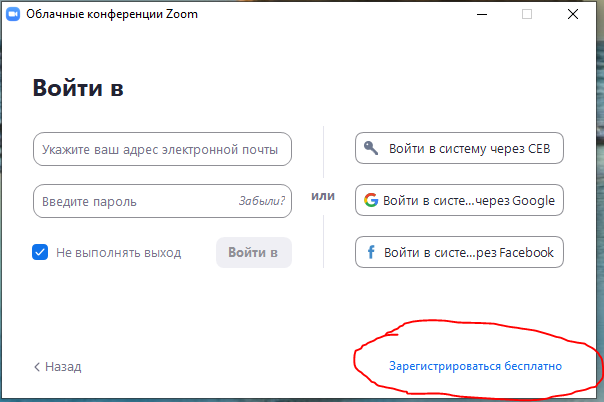 Облачные конференции Zoom
Войти в
Укажите ваш адрес электронной почты
Введите пароль
Забыли?
Не выполнять выход
Войти в
или
Войти в систему через СЕВ
Войти в систе...через Google
Войти в систе...рез Facebook
Назад
Зарегистрироваться бесплатно